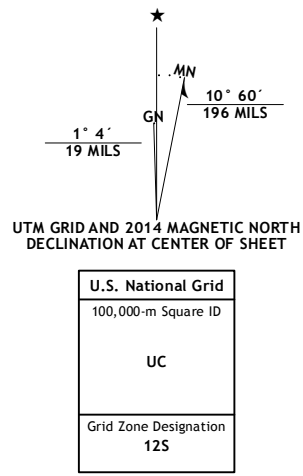 ★
MN
GN
10° 60´
196 MILS
1° 4´
19 MILS
UTM GRID AND 2014 MAGNETIC NORTH
DECLINATION AT CENTER OF SHEET
U.S. National Grid
100,000-m Square ID
UC
Grid Zone Designation
12S